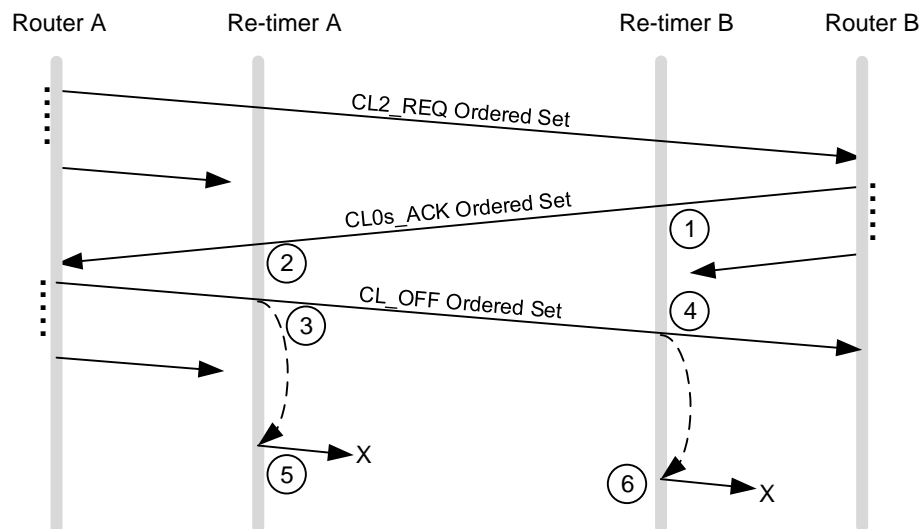 Router A Re-timer A Re-timer B Router B
CL2_REQ Ordered Set
CL0s_ACK Ordered Set
1
2
CL_OFF Ordered Set
3
4
X
5
6
X